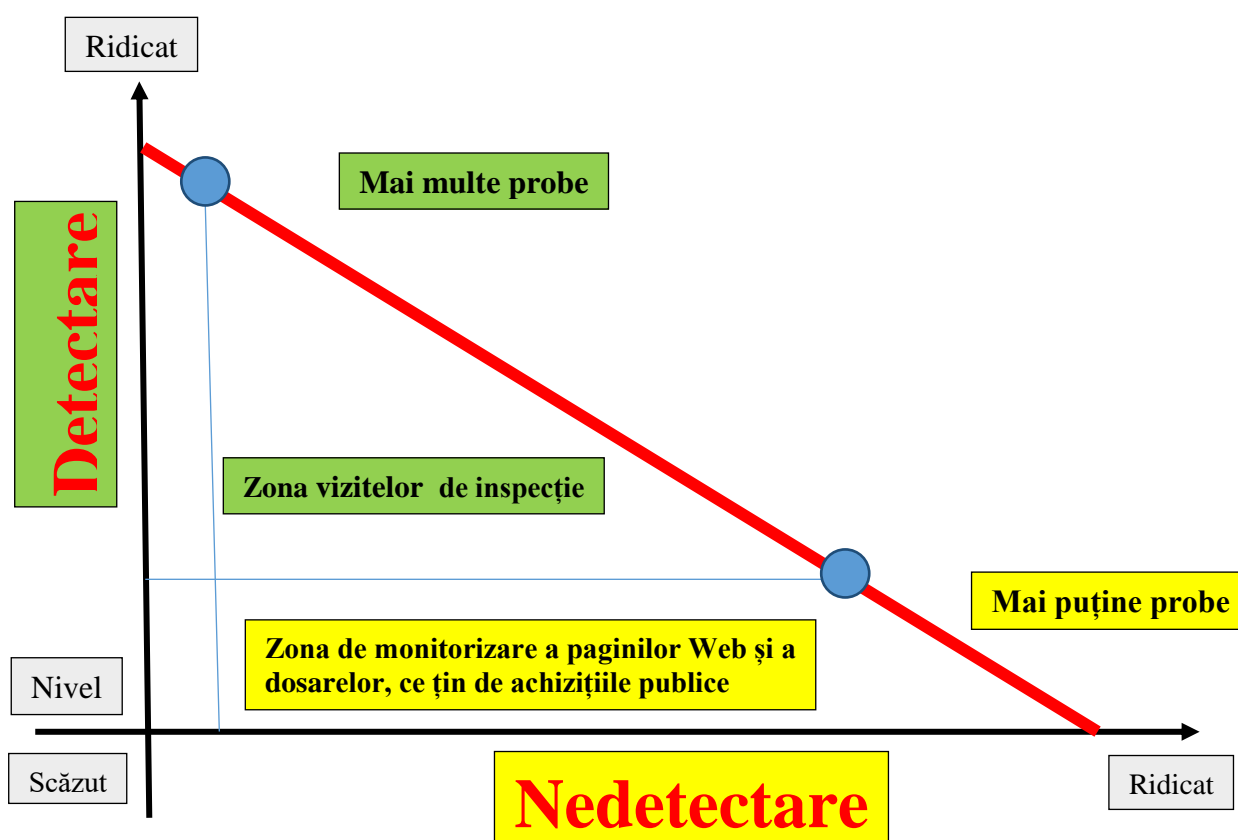 Ridicat
Mai multe probe
Detectare
Zona vizitelor de inspecție
Mai puține probe
Zona de monitorizare a paginilor Web și a
dosarelor, ce țin de achizițiile publice
Nivel
Scăzut
Nedetectare
Ridicat